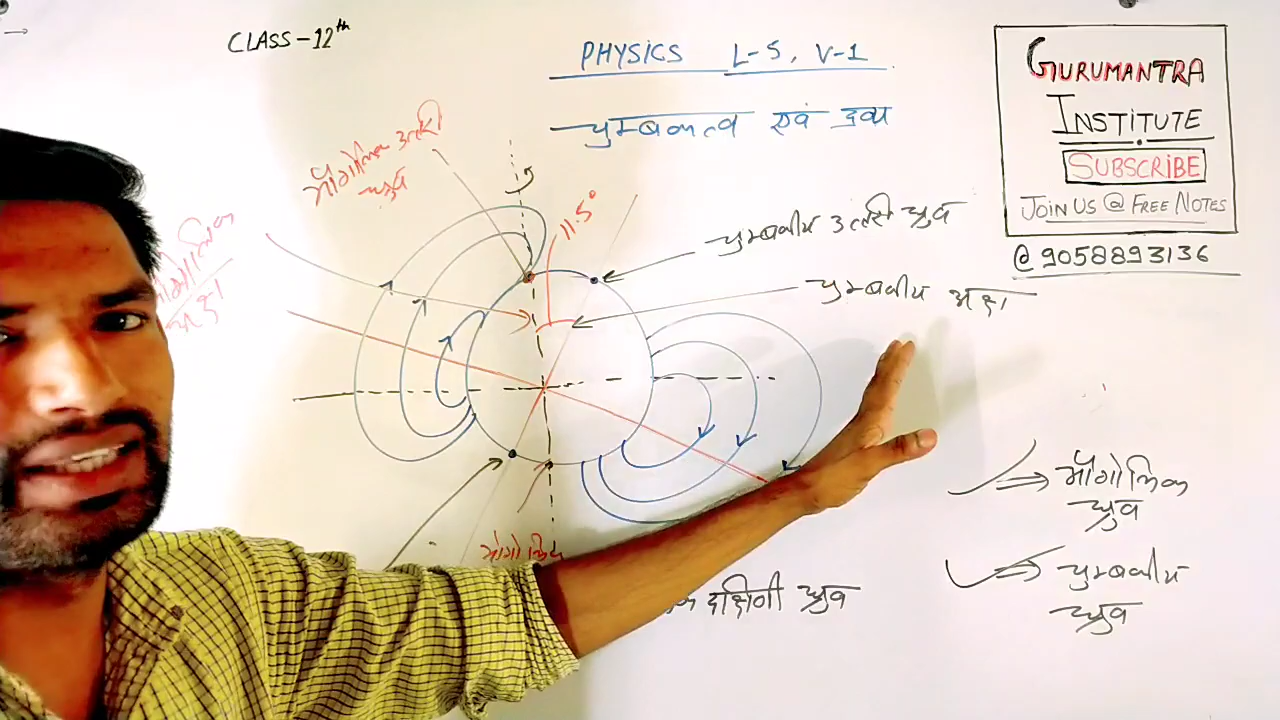 CLASS-12th
PHYSICS L-5, V-1
चुम्बकत्व एवं द्रव्य
GURUMANTRA
INSTITUTE
SUBSCRIBE
JOIN US @ FREE NOTES
@9058893136
भौगोलिक उत्तरी
ध्रुव
11.5°
चुम्बकीय उत्तरी ध्रुव
चुम्बकीय अक्ष
भौगोलिक
अक्ष
भौगोलिक
ध्रुव
चुम्बकीय
ध्रुव
भौगोलिक
दक्षिणी ध्रुव